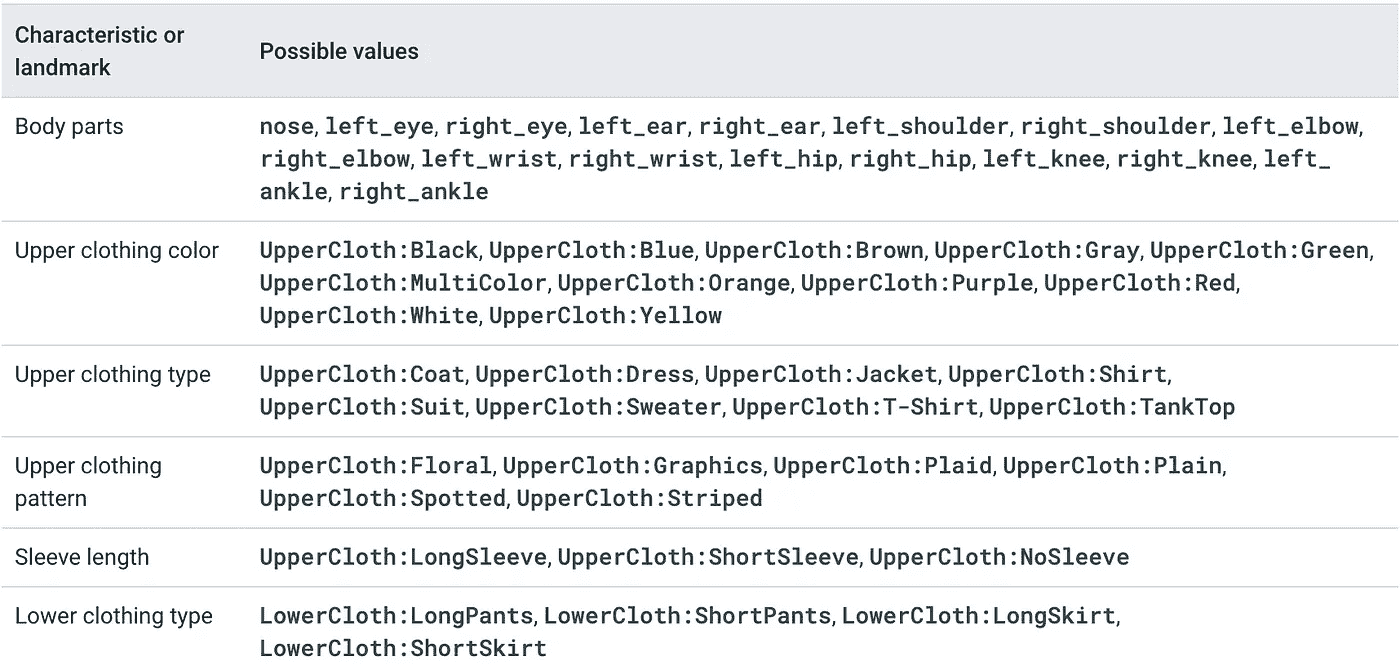 Characteristic or
landmark
Possible values
Body parts
nose, left_eye, right_eye, left_ear, right_ear, left_shoulder, right_shoulder, left_elbow,
right_elbow, left_wrist, right_wrist, left_hip, right_hip, left_knee, right_knee, left_
ankle, right_ankle
Upper clothing color
UpperCloth:Black, UpperCloth:Blue, UpperCloth:Brown, UpperCloth:Gray, UpperCloth:Green,
UpperCloth:MultiColor, UpperCloth:Orange, UpperCloth:Purple, UpperCloth:Red,
UpperCloth:White, UpperCloth:Yellow
Upper clothing type
UpperCloth:Coat, UpperCloth:Dress, UpperCloth:Jacket, UpperCloth:Shirt,
UpperCloth:Suit, UpperCloth:Sweater, UpperCloth:T-Shirt, UpperCloth:TankTop
Upper clothing
pattern
UpperCloth:Floral, UpperCloth:Graphics, UpperCloth:Plaid, UpperCloth:Plain,
UpperCloth:Spotted, UpperCloth:Striped
Sleeve length
UpperCloth:LongSleeve, UpperCloth:ShortSleeve, UpperCloth:NoSleeve
Lower clothing type
LowerCloth:LongPants, LowerCloth:ShortPants, LowerCloth:LongSkirt,
LowerCloth:ShortSkirt